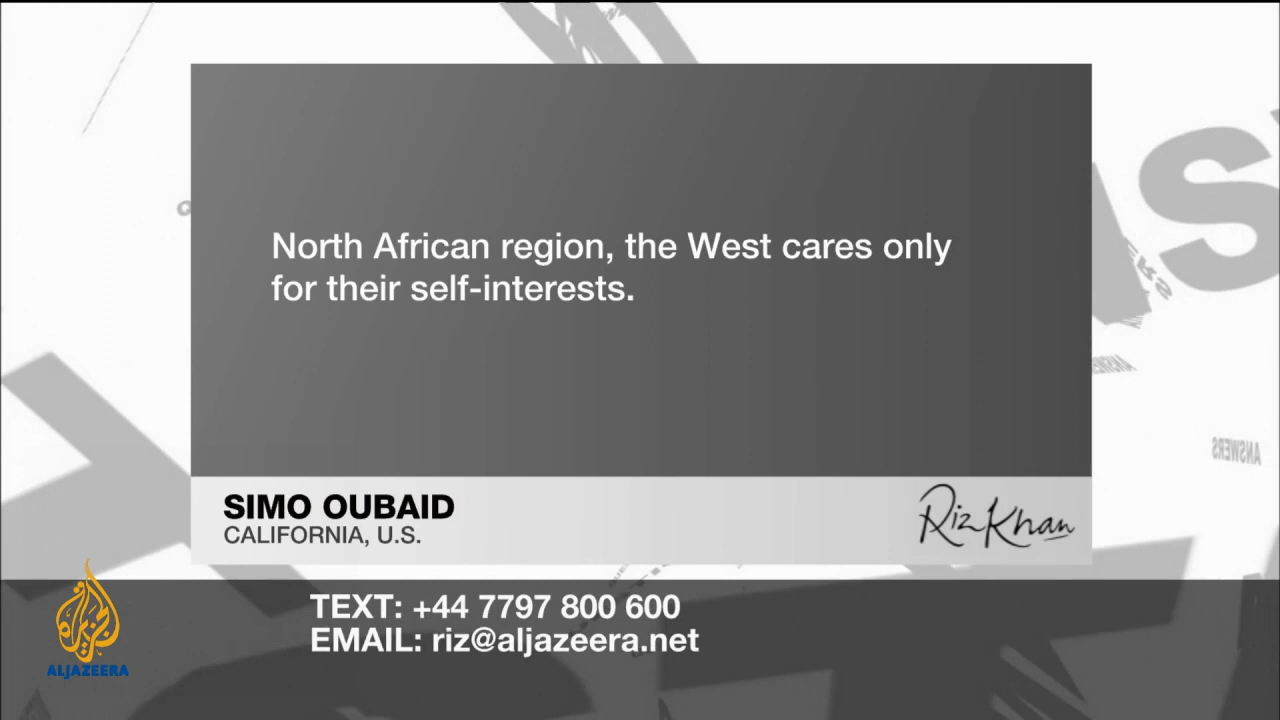 North African region, the West cares only
for their self-interests.
SIMO OUBAID
CALIFORNIA, U.S.
Riz Khan
TEXT: +44 7797 800 600
EMAIL: riz@aljazeera.net
ALJAZEERA
ANSWERS